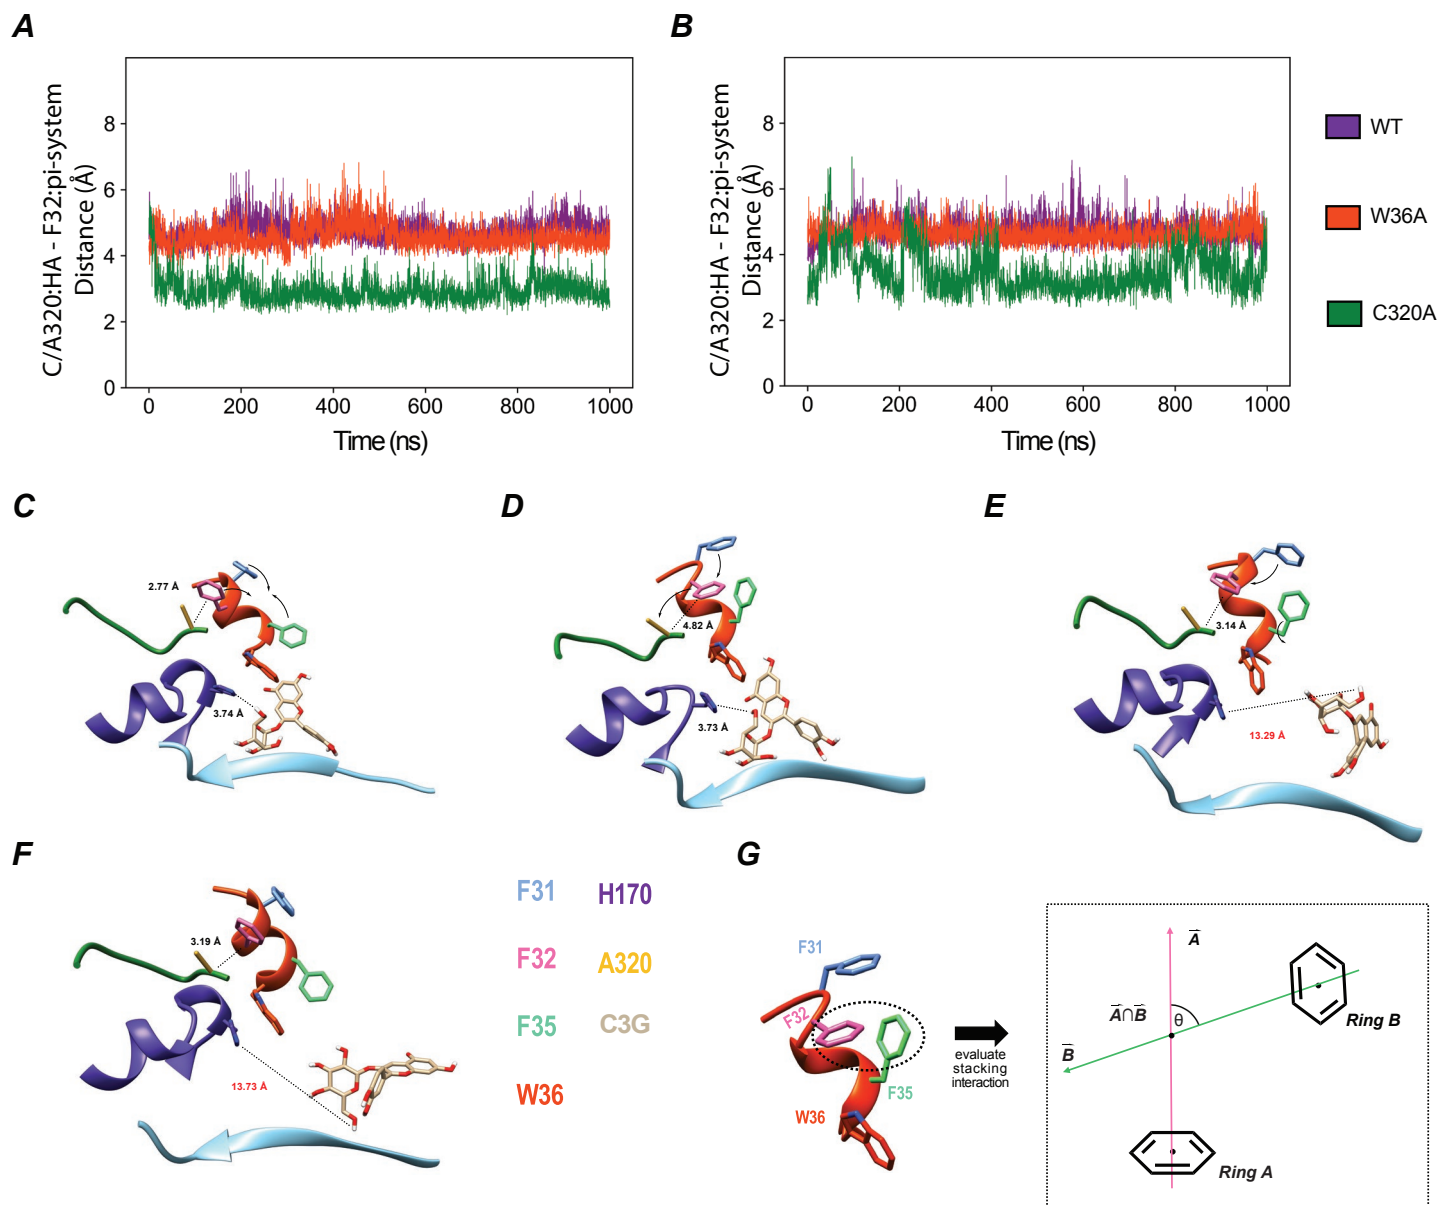 A
B
C/A320:HA - F32:pi-system
Distance (Å)
8
6
4
2
0
0 200 400 600 800 1000
Time (ns)
C/A320:HA - F32:pi-system
Distance (Å)
8
6
4
2
0
0 200 400 600 800 1000
Time (ns)
WT
W36A
C320A
C
D
E
2.77 Å
3.74 Å
4.82 Å
3.73 Å
3.14 Å
13.29 Å
F
G
3.19 Å
13.73 Å
F31 H170
F32 A320
F35 C3G
W36
F31
F32
F35
W36
evaluate
stacking
interaction
A
A∩B
θ
B
Ring B
Ring A